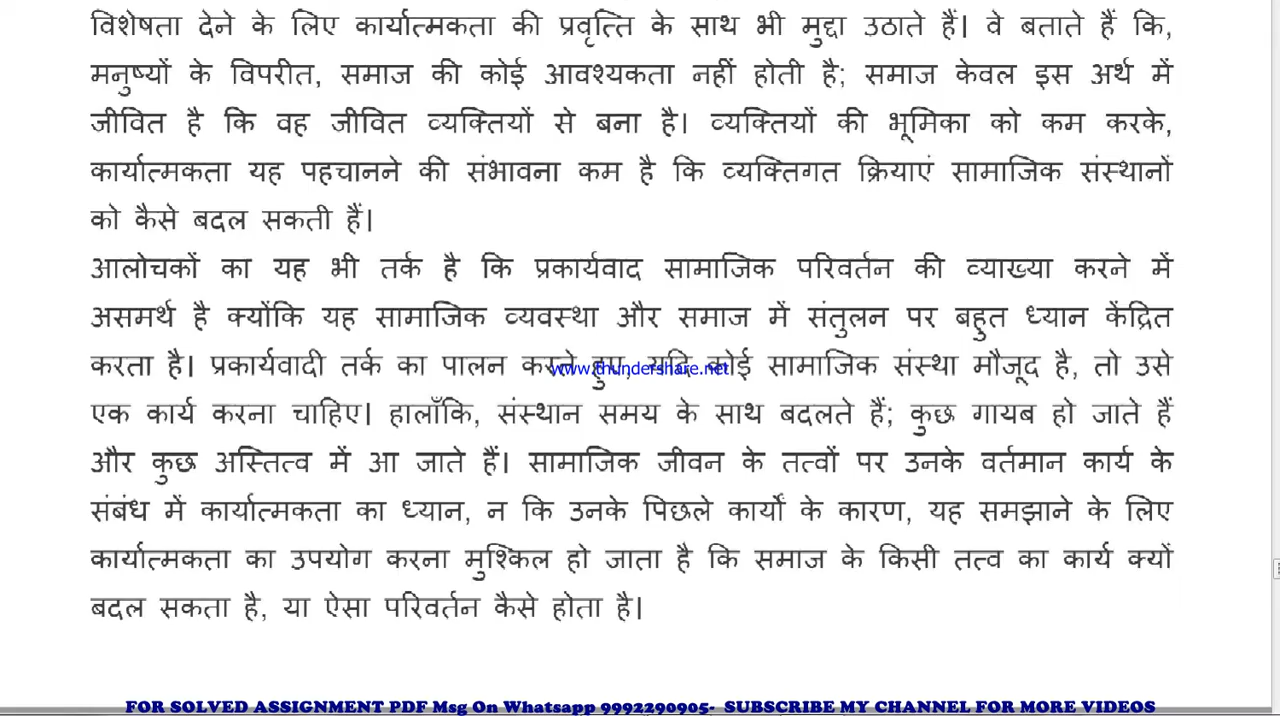 विशेषता देने के लिए कार्यात्मकता की प्रवृत्ति के साथ भी मुद्दा उठाते हैं। वे बताते हैं कि,
मनुष्यों के विपरीत, समाज की कोई आवश्यकता नहीं होती है; समाज केवल इस अर्थ में
जीवित है कि वह जीवित व्यक्तियों से बना है। व्यक्तियों की भूमिका को कम करके,
कार्यात्मकता यह पहचानने की संभावना कम है कि व्यक्तिगत क्रियाएं सामाजिक संस्थानों
को कैसे बदल सकती हैं।
आलोचकों का यह भी तर्क है कि प्रकार्यवाद सामाजिक परिवर्तन की व्याख्या करने में
असमर्थ है क्योंकि यह सामाजिक व्यवस्था और समाज में संतुलन पर बहुत ध्यान केंद्रित
करता है। प्रकार्यवादी तर्क का पालन करते हुए, यदि कोई सामाजिक संस्था मौजूद है, तो उसे
www.thundershare.net
एक कार्य करना चाहिए। हालाँकि, संस्थान समय के साथ बदलते हैं; कुछ गायब हो जाते हैं
और कुछ अस्तित्व में आ जाते हैं। सामाजिक जीवन के तत्वों पर उनके वर्तमान कार्य के
संबंध में कार्यात्मकता का ध्यान, न कि उनके पिछले कार्यों के कारण, यह समझाने के लिए
कार्यात्मकता का उपयोग करना मुश्किल हो जाता है कि समाज के किसी तत्व का कार्य क्यों
बदल सकता है, या ऐसा परिवर्तन कैसे होता है।
FOR SOLVED ASSIGNMENT PDF Msg On Whatsapp 9992290905- SUBSCRIBE MY CHANNEL FOR MORE VIDEOS